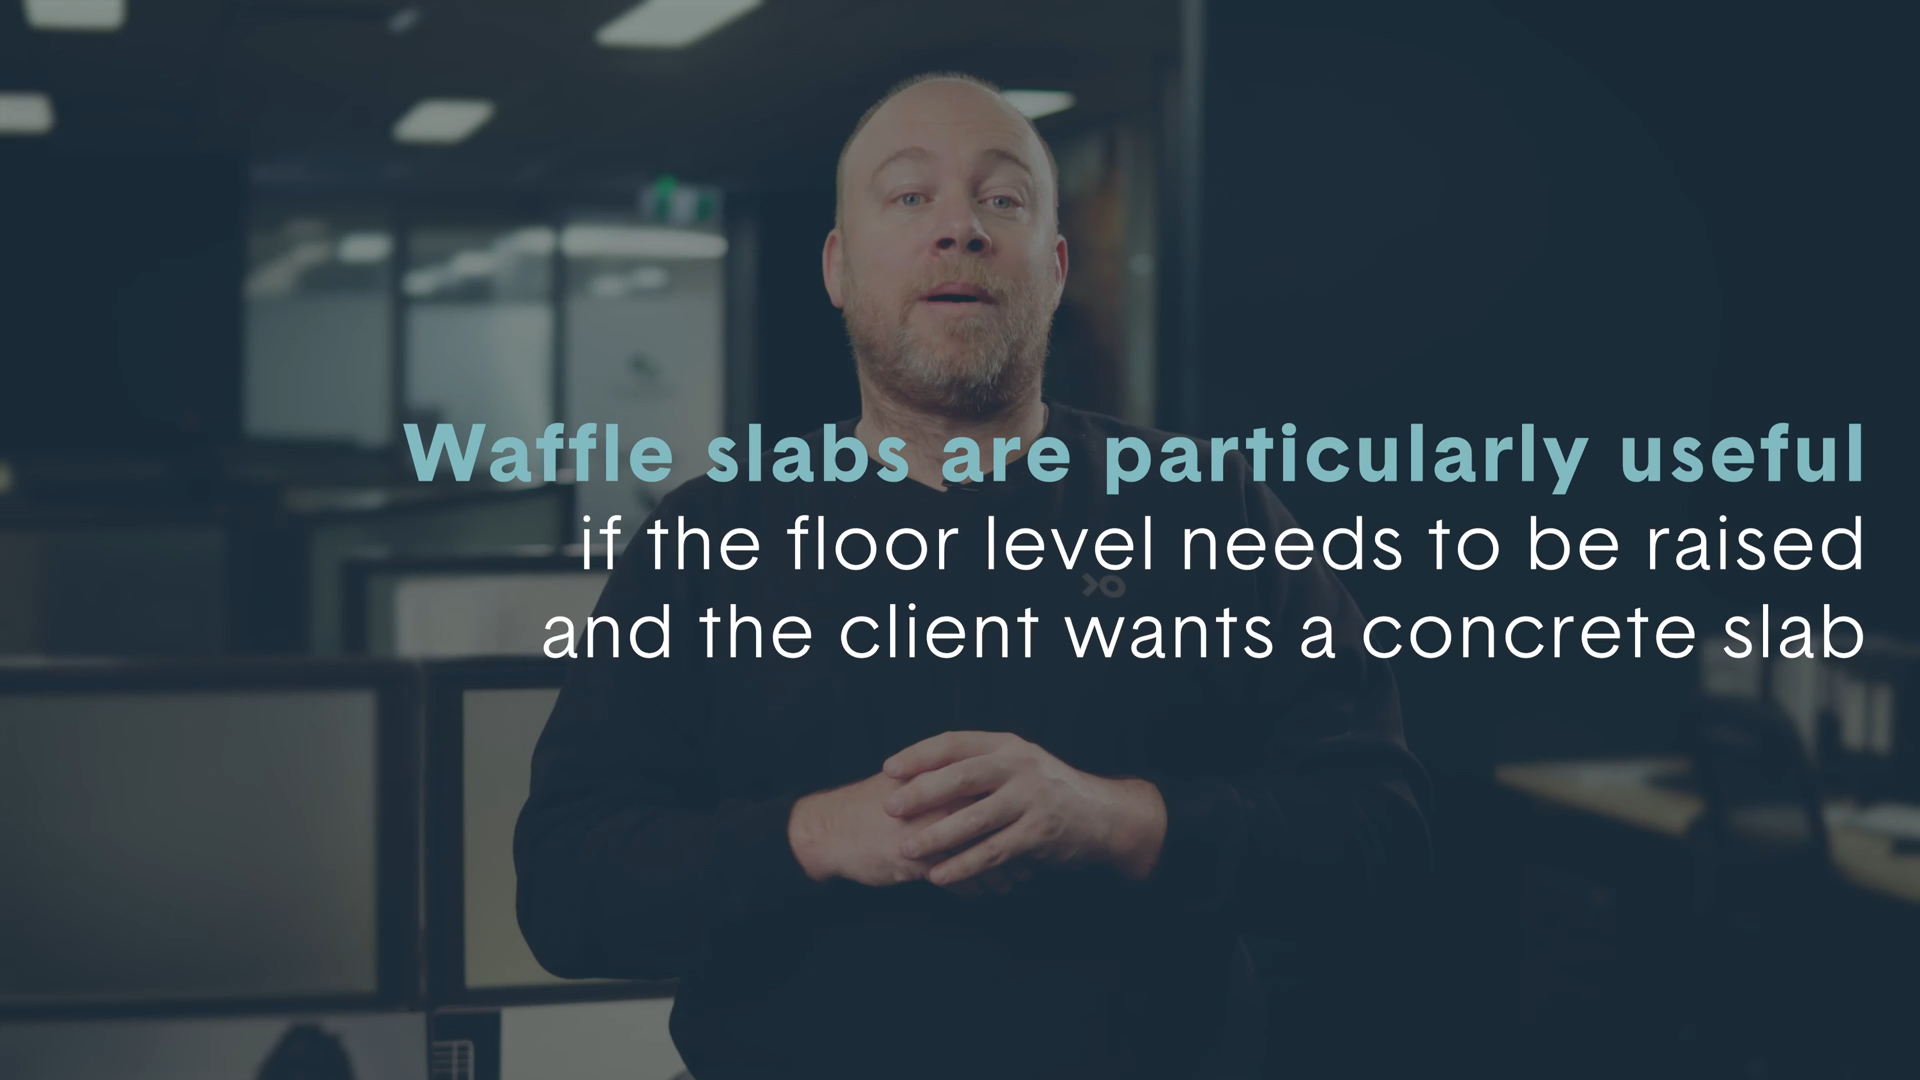 Waffle slabs are particularly useful
if the floor level needs to be raised
and the client wants a concrete slab